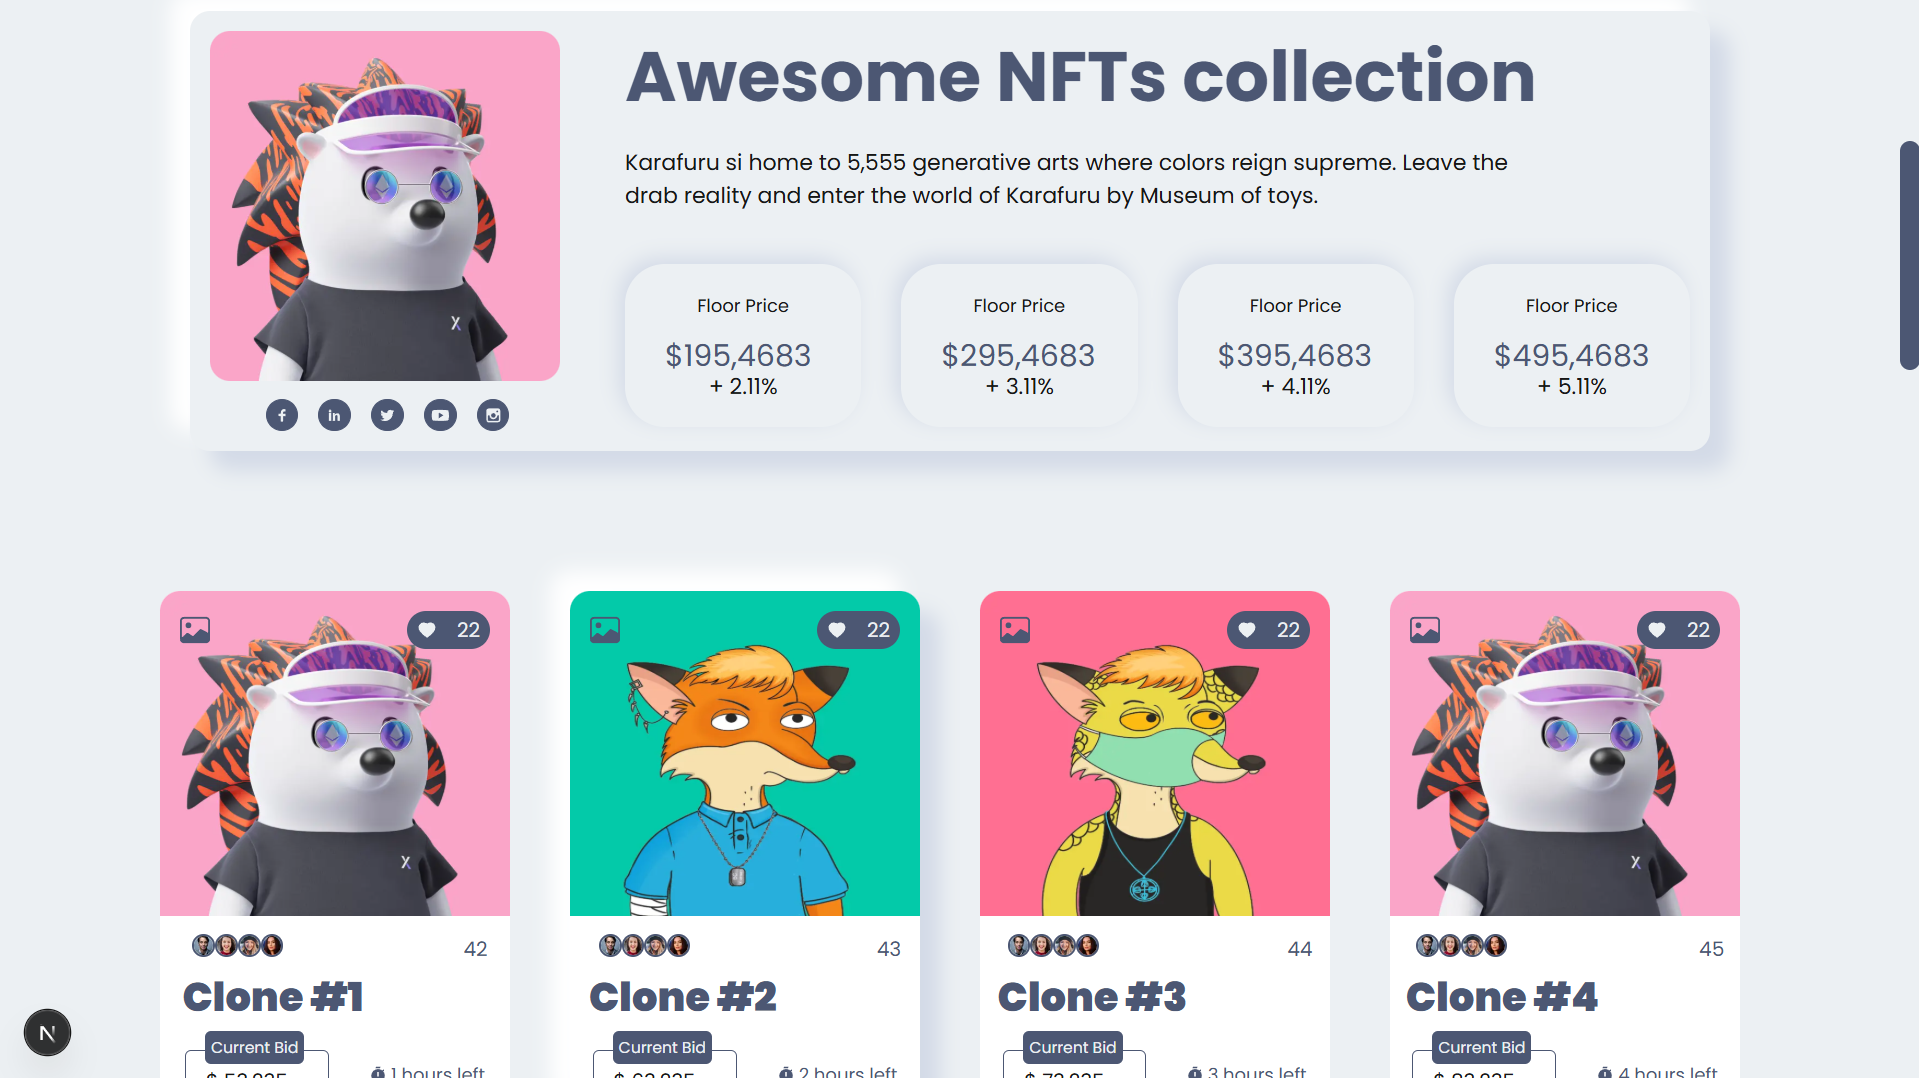 Awesome NFTs collection
Karafuru si home to 5,555 generative arts where colors reign supreme. Leave the
drab reality and enter the world of Karafuru by Museum of toys.
Floor Price
$195,4683
+ 2.11%
Floor Price
$295,4683
+ 3.11%
Floor Price
$395,4683
+ 4.11%
Floor Price
$495,4683
+ 5.11%
X
f
in
22
22
22
22
X
X
42
43
44
45
Clone #1
Clone #2
Clone #3
Clone #4
N
Current Bid
Current Bid
Current Bid
Current Bid
1 hours left
2 hours left
3 hours left
4 hours left